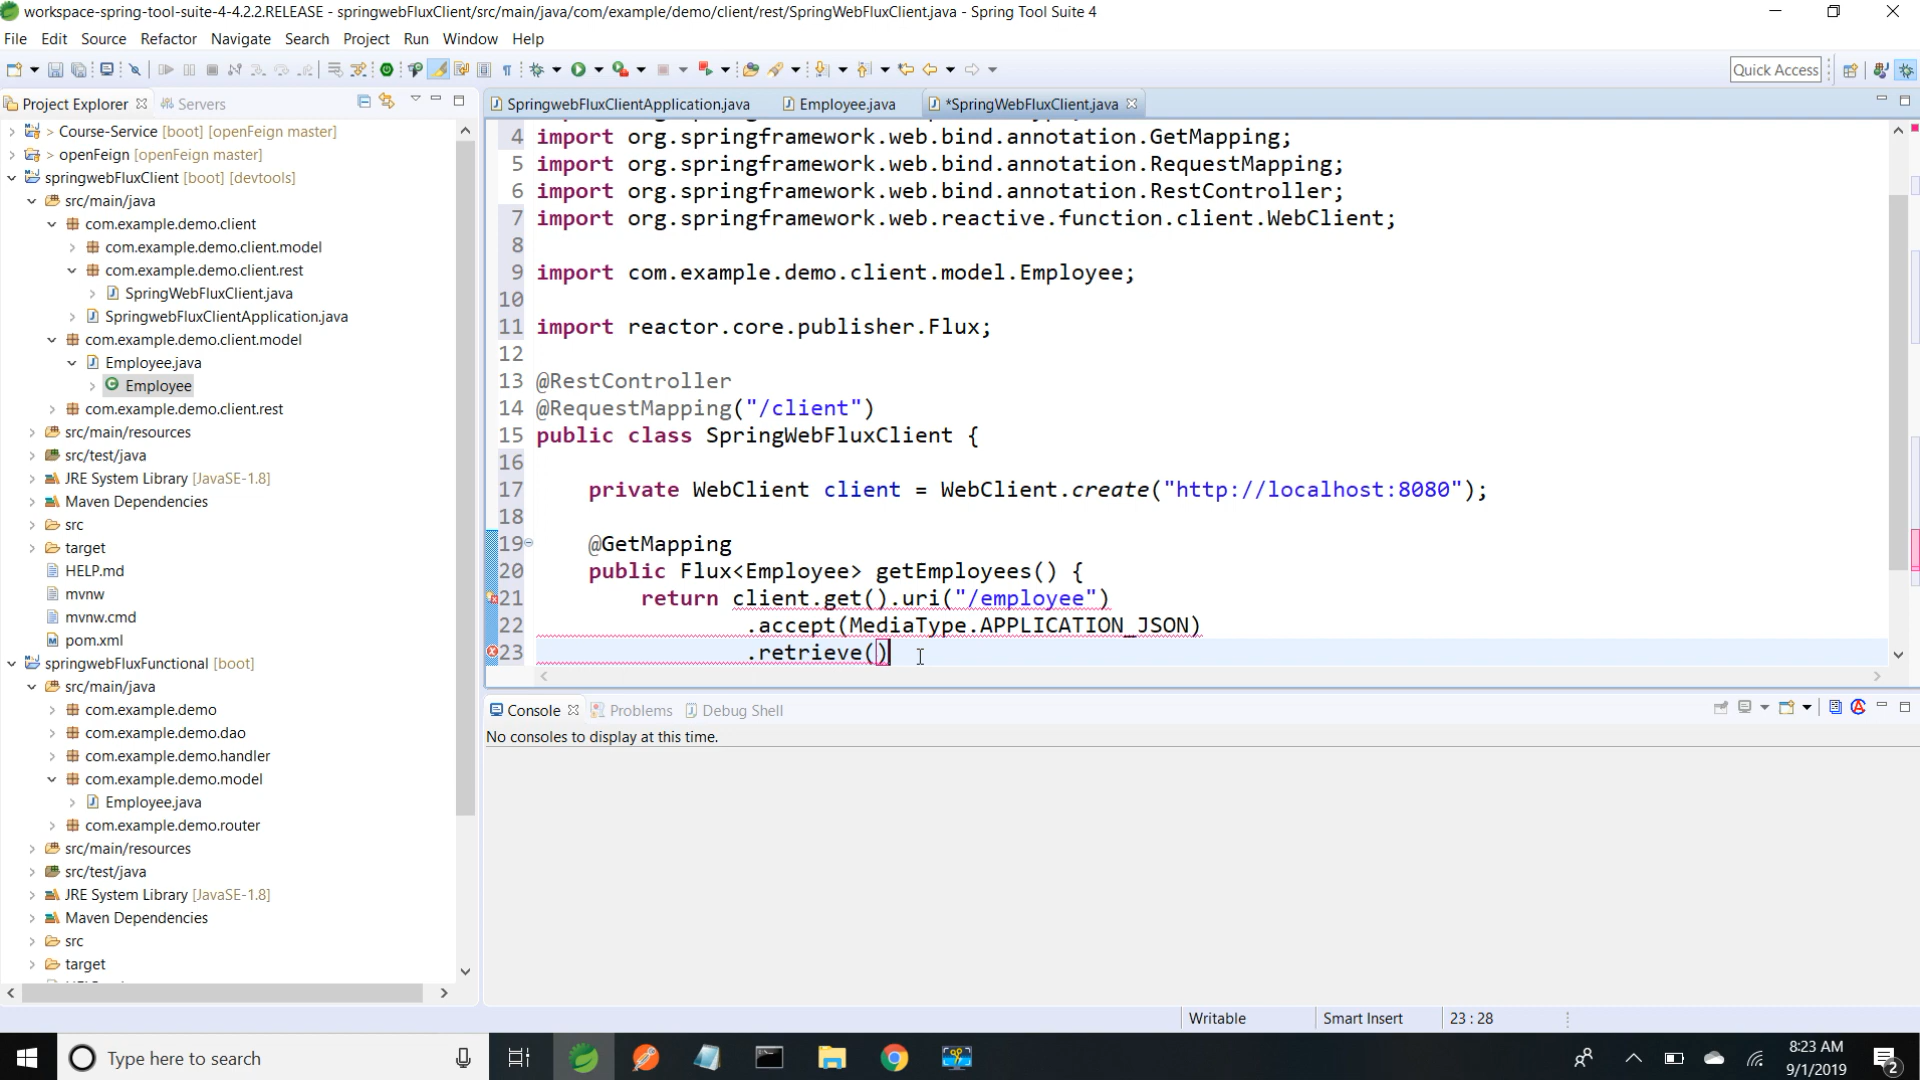 workspace-spring-tool-suite-4-4.2.2.RELEASE - springwebFluxClient/src/main/java/com/example/demo/client/rest/SpringWebFluxClient.java - Spring Tool Suite 4
File Edit Source Refactor Navigate Search Project Run Window Help
Quick Access
Project Explorer Servers
> Course-Service [boot] [openFeign master]
> openFeign [openFeign master]
springwebFluxClient [boot] [devtools]
src/main/java
com.example.demo.client
com.example.demo.client.model
com.example.demo.client.rest
SpringWebFluxClient.java
SpringwebFluxClientApplication.java
com.example.demo.client.model
Employee.java
Employee
com.example.demo.client.rest
src/main/resources
src/test/java
JRE System Library [JavaSE-1.8]
Maven Dependencies
src
target
HELP.md
mvnw
mvnw.cmd
pom.xml
springwebFluxFunctional [boot]
src/main/java
com.example.demo
com.example.demo.dao
com.example.demo.handler
com.example.demo.model
Employee.java
com.example.demo.router
src/main/resources
src/test/java
JRE System Library [JavaSE-1.8]
Maven Dependencies
src
target
SpringwebFluxClientApplication.java Employee.java *SpringWebFluxClient.java
4 import org.springframework.web.bind.annotation.GetMapping;
5 import org.springframework.web.bind.annotation.RequestMapping;
6 import org.springframework.web.bind.annotation.RestController;
7 import org.springframework.web.reactive.function.client.WebClient;
8
9 import com.example.demo.client.model.Employee;
10
11 import reactor.core.publisher.Flux;
12
13 @RestController
14 @RequestMapping("/client")
15 public class SpringWebFluxClient {
16
17 private WebClient client = WebClient.create("http://localhost:8080");
18
19 @GetMapping
20 public Flux<Employee> getEmployees() {
21 return client.get().uri("/employee")
22 .accept(MediaType.APPLICATION_JSON)
23 .retrieve()
Console Problems Debug Shell
No consoles to display at this time.
Writable Smart Insert 23 : 28
Type here to search
8:23 AM
9/1/2019
2